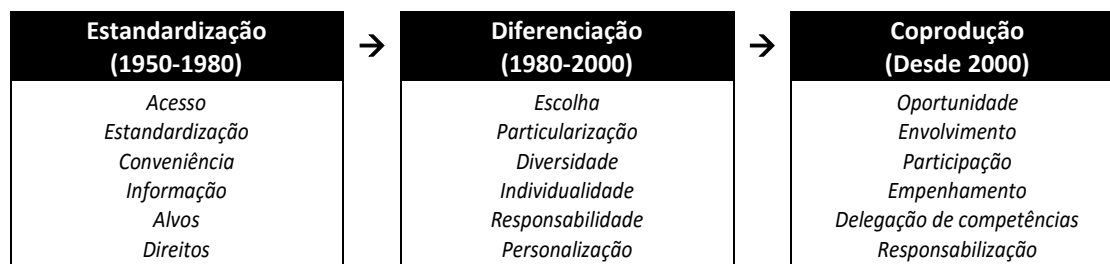 Estandardização
(1950-1980)
Acesso
Estandardização
Conveniência
Informação
Alvos
Direitos
→
Diferenciação
(1980-2000)
Escolha
Particularização
Diversidade
Individualidade
Responsabilidade
Personalização
→
Coprodução
(Desde 2000)
Oportunidade
Envolvimento
Participação
Empenhamento
Delegação de competências
Responsabilização